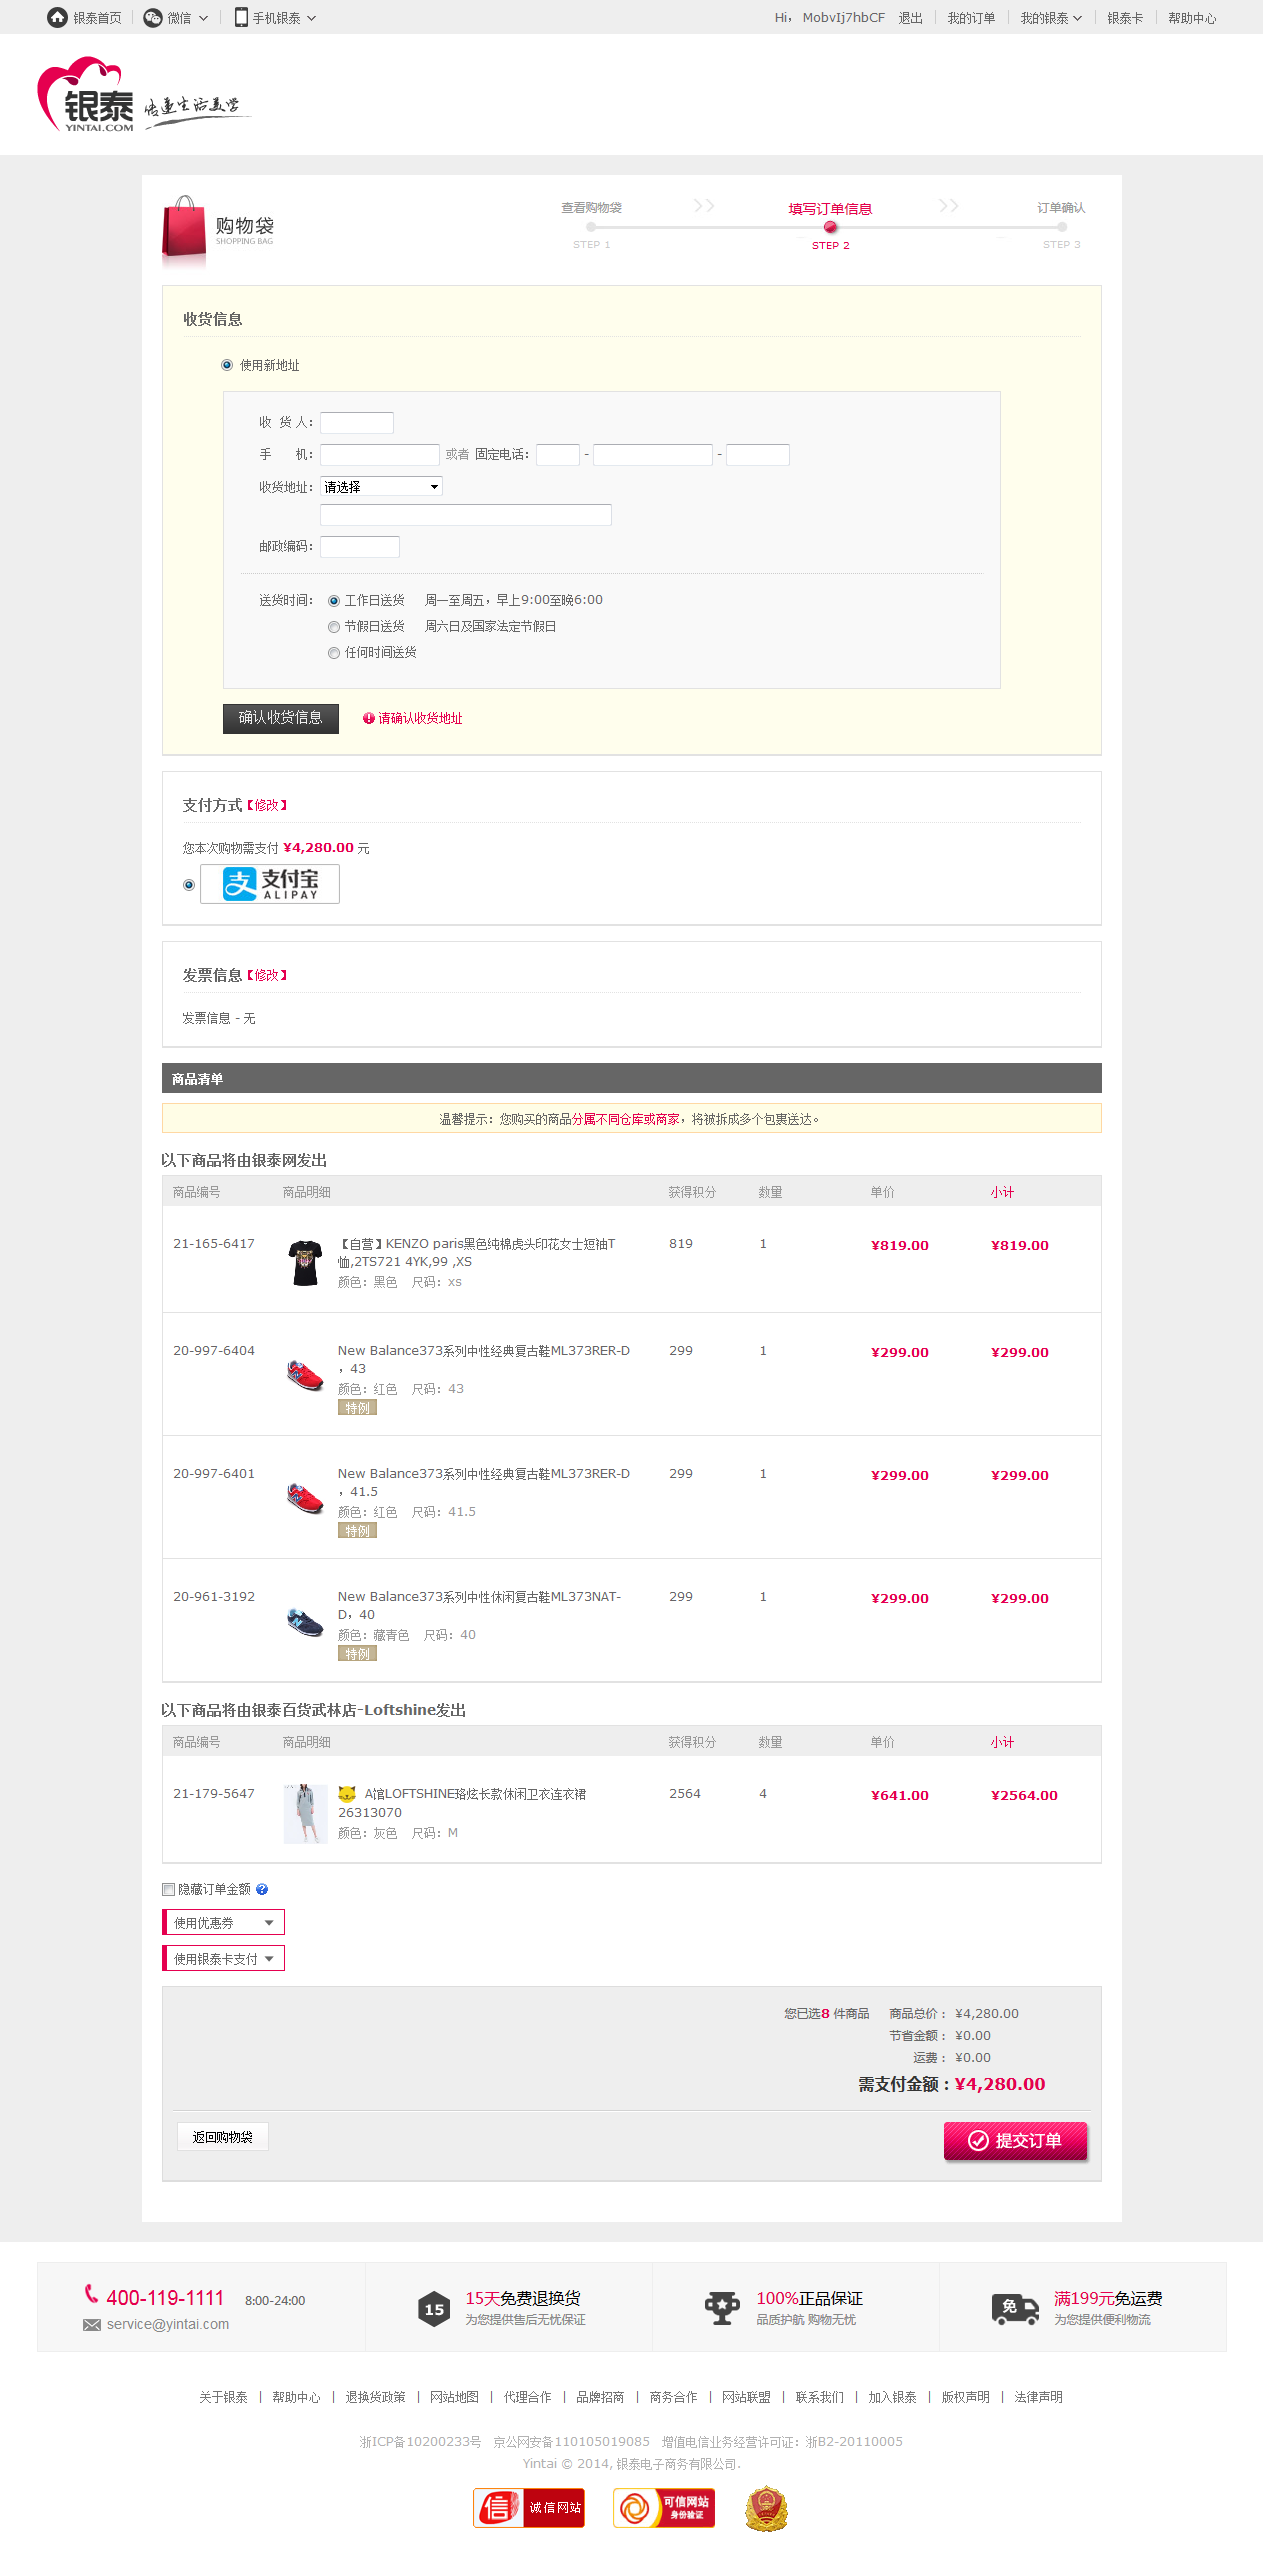 银泰首页 微信 手机银泰 Hi， MobvIj7hbCF 退出 我的订单 我的银泰 银泰卡 帮助中心
银泰 传递生活美学
YINTAI.COM
购物袋
SHOPPING BAG
查看购物袋 填写订单信息 订单确认
STEP 1 STEP 2 STEP 3
收货信息
使用新地址
收 货 人：
手 机： 或者 固定电话： - -
收货地址： 请选择
邮政编码：
送货时间： 工作日送货 周一至周五，早上9:00至晚6:00
节假日送货 周六日及国家法定节假日
任何时间送货
确认收货信息 请确认收货地址
支付方式【修改】
您本次购物需支付 ¥4,280.00 元
支付宝
ALIPAY
发票信息【修改】
发票信息 - 无
商品清单
温馨提示：您购买的商品分属不同仓库或商家，将被拆成多个包裹送达。
以下商品将由银泰网发出
商品编号 商品明细 获得积分 数量 单价 小计
21-165-6417 【自营】KENZO paris黑色纯棉虎头印花女士短袖T 819 1 ¥819.00 ¥819.00
恤,2TS721 4YK,99 ,XS
颜色：黑色 尺码：xs
20-997-6404 New Balance373系列中性经典复古鞋ML373RER-D 299 1 ¥299.00 ¥299.00
，43
颜色：红色 尺码：43
特例
20-997-6401 New Balance373系列中性经典复古鞋ML373RER-D 299 1 ¥299.00 ¥299.00
，41.5
颜色：红色 尺码：41.5
特例
20-961-3192 New Balance373系列中性休闲复古鞋ML373NAT- 299 1 ¥299.00 ¥299.00
D，40
颜色：藏青色 尺码：40
特例
以下商品将由银泰百货武林店-Loftshine发出
商品编号 商品明细 获得积分 数量 单价 小计
21-179-5647 A馆LOFTSHINE珞炫长款休闲卫衣连衣裙 2564 4 ¥641.00 ¥2564.00
26313070
颜色：灰色 尺码：M
隐藏订单金额 ?
使用优惠券
使用银泰卡支付
您已选8 件商品 商品总价： ¥4,280.00
节省金额： ¥0.00
运费： ¥0.00
需支付金额：¥4,280.00
返回购物袋 提交订单
400-119-1111 8:00-24:00
service@yintai.com
15 15天免费退换货
为您提供售后无忧保证
100%正品保证
品质护航 购物无忧
免 满199元免运费
为您提供便利物流
关于银泰 | 帮助中心 | 退换货政策 | 网站地图 | 代理合作 | 品牌招商 | 商务合作 | 网站联盟 | 联系我们 | 加入银泰 | 版权声明 | 法律声明
浙ICP备10200233号 京公网安备110105019085 增值电信业务经营许可证：浙B2-20110005
Yintai © 2014, 银泰电子商务有限公司.
信 诚信网站 可信网站
身份验证